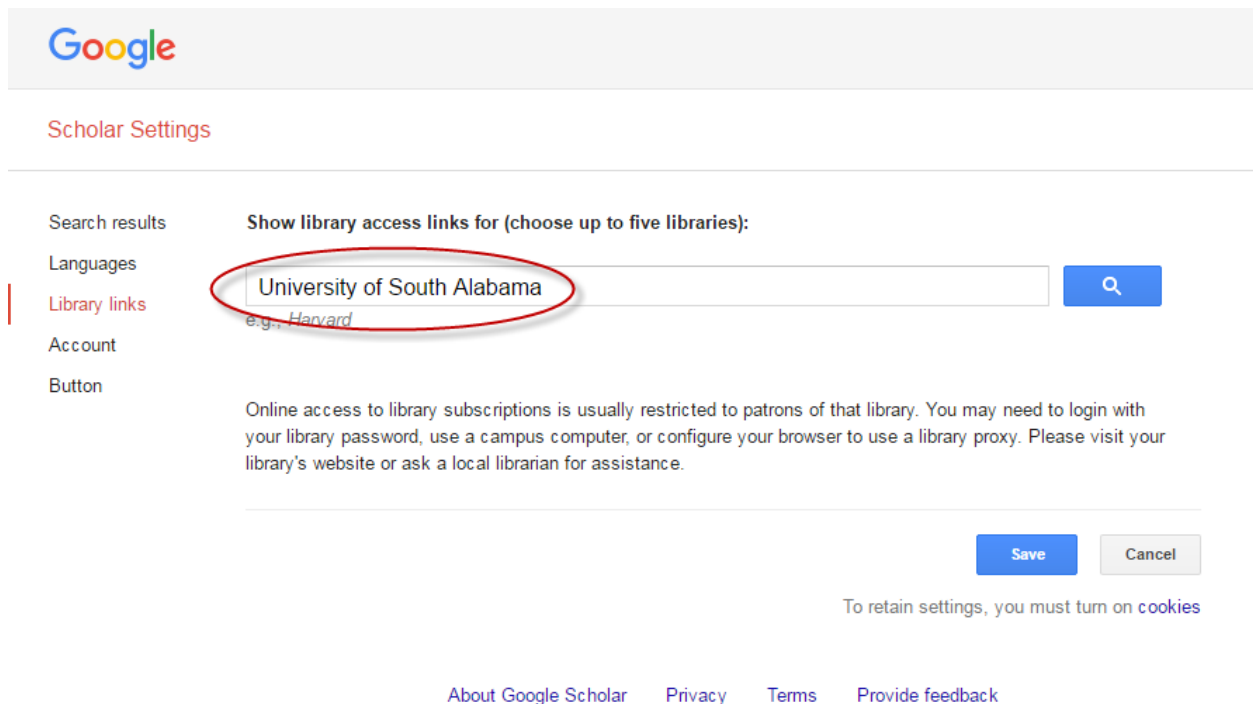 Google
Scholar Settings
Search results
Languages
Library links
Account
Button
Show library access links for (choose up to five libraries):
University of South Alabama
e.g., Harvard
Online access to library subscriptions is usually restricted to patrons of that library. You may need to login with
your library password, use a campus computer, or configure your browser to use a library proxy. Please visit your
library's website or ask a local librarian for assistance.
Save Cancel
To retain settings, you must turn on cookies
About Google Scholar Privacy Terms Provide feedback